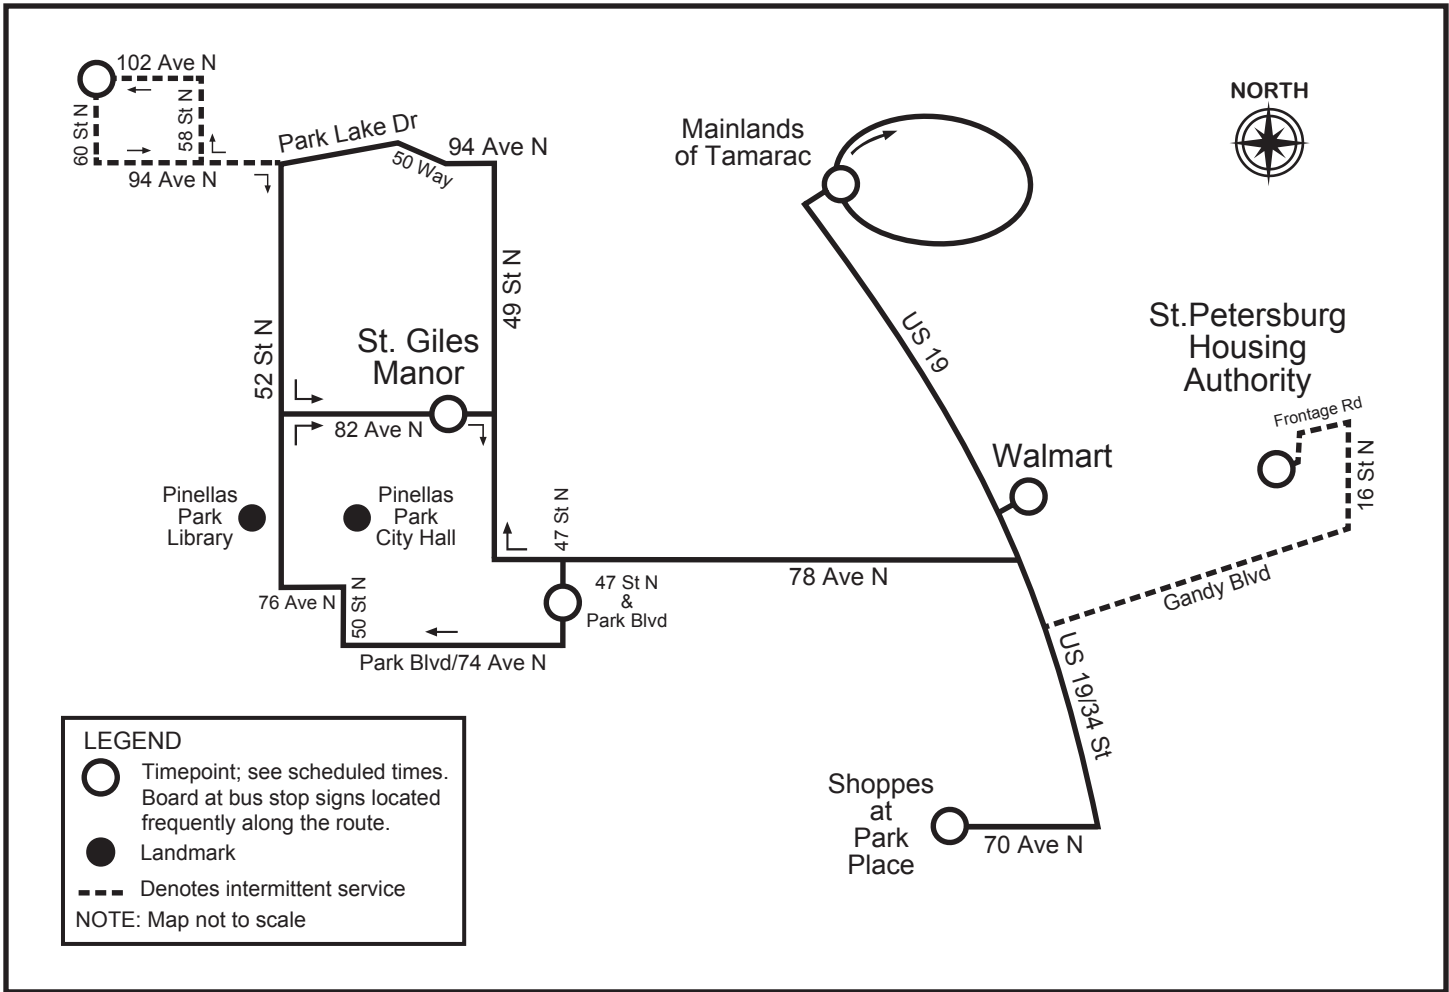 102 Ave N
60 St N
58 St N
94 Ave N
Park Lake Dr
50 Way
94 Ave N
49 St N
52 St N
St. Giles
Manor
82 Ave N
Pinellas
Park
Library
Pinellas
Park
City Hall
76 Ave N
50 St N
Park Blvd/74 Ave N
47 St N
47 St N
&
Park Blvd
78 Ave N
Mainlands
of Tamarac
US 19
Walmart
NORTH
St.Petersburg
Housing
Authority
Frontage Rd
16 St N
Gandy Blvd
US 19/34 St
Shoppes
at
Park
Place
70 Ave N
LEGEND
Timepoint; see scheduled times.
Board at bus stop signs located
frequently along the route.
Landmark
Denotes intermittent service
NOTE: Map not to scale